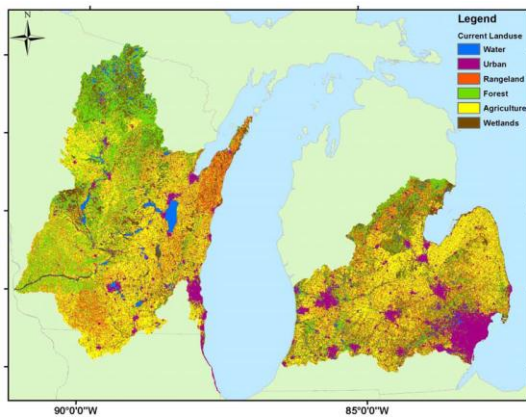 N
Legend
Current Landuse
Water
Urban
Rangeland
Forest
Agriculture
Wetlands
90°0'0"W
85°0'0"W